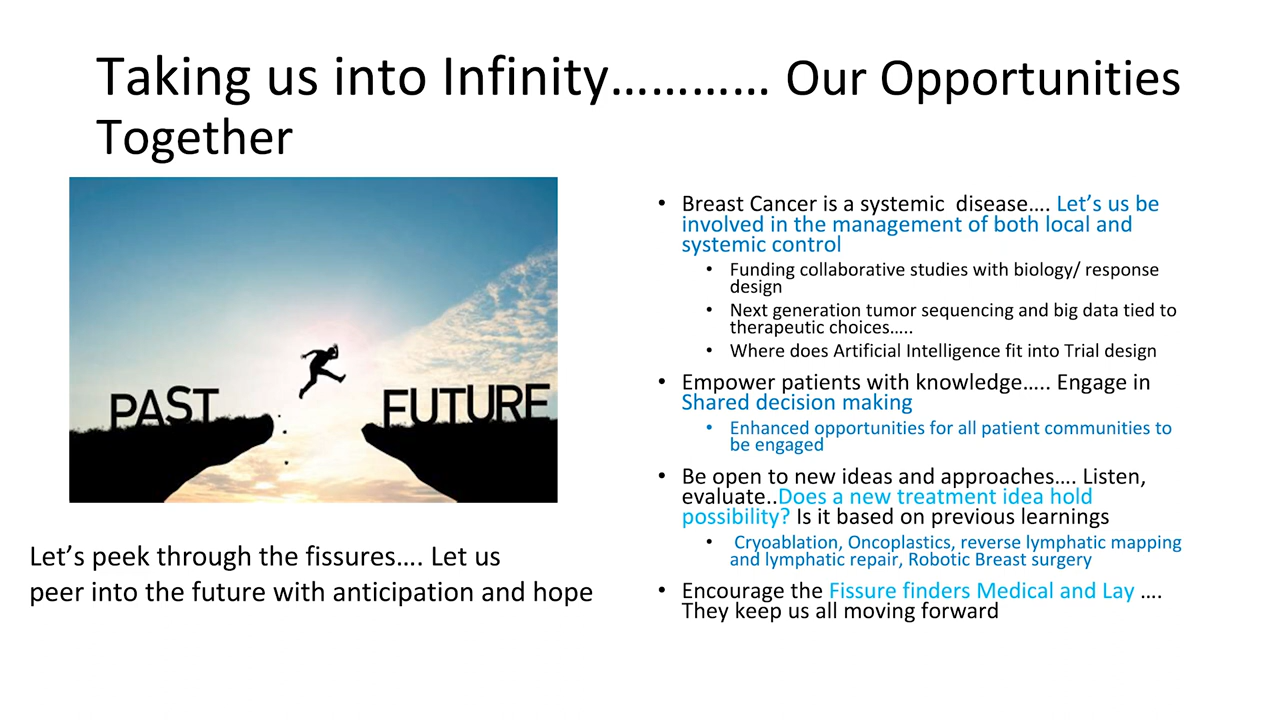 Taking us into Infinity………… Our Opportunities
Together
PAST
FUTURE
Let’s peek through the fissures…. Let us
peer into the future with anticipation and hope
• Breast Cancer is a systemic  disease…. Let’s us be
involved in the management of both local and
systemic control
• Funding collaborative studies with biology/ response
design
• Next generation tumor sequencing and big data tied to
therapeutic choices…..
• Where does Artificial Intelligence fit into Trial design
• Empower patients with knowledge….. Engage in
Shared decision making
• Enhanced opportunities for all patient communities to
be engaged
• Be open to new ideas and approaches…. Listen,
evaluate..Does a new treatment idea hold
possibility? Is it based on previous learnings
• Cryoablation, Oncoplastics, reverse lymphatic mapping
and lymphatic repair, Robotic Breast surgery
• Encourage the Fissure finders Medical and Lay ….
They keep us all moving forward